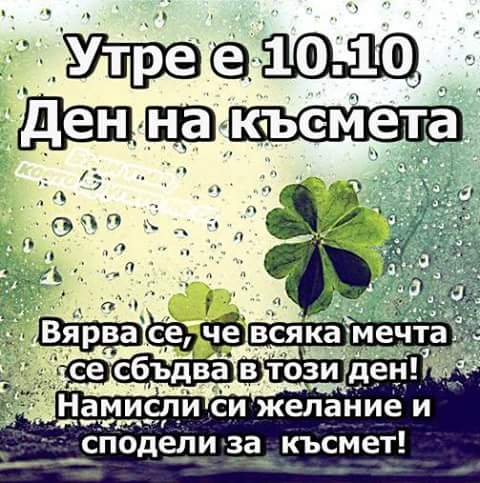 Утре е 10.10
Ден на късмета
Вярва се, че всяка мечта
се сбъдва в този ден!
Намисли си желание и
сподели за късмет!